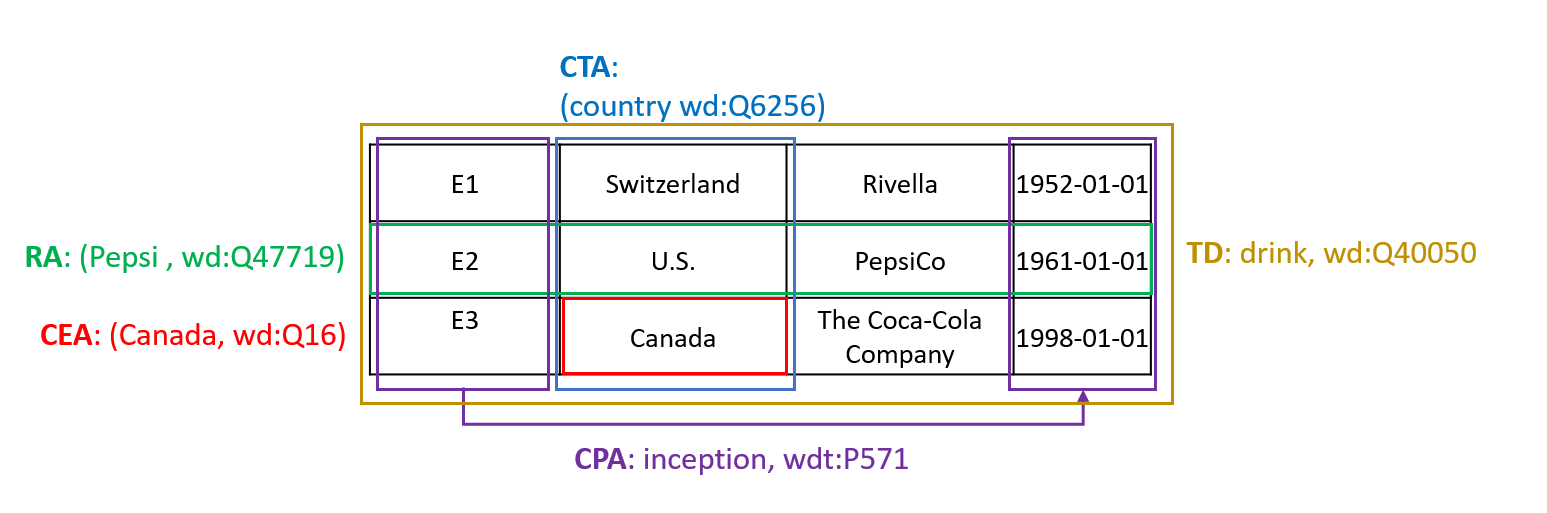 CTA:
(country wd:Q6256)
E1 Switzerland Rivella 1952-01-01
RA: (Pepsi , wd:Q47719) E2 U.S. PepsiCo 1961-01-01 TD: drink, wd:Q40050
CEA: (Canada, wd:Q16) E3 Canada The Coca-Cola Company 1998-01-01
CPA: inception, wdt:P571